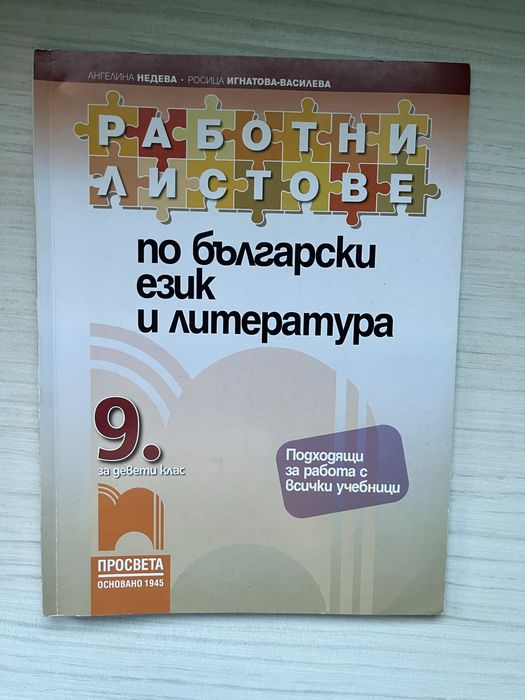 АНГЕЛИНА НЕДЕВА • РОСИЦА ИГНАТОВА-ВАСИЛЕВА
РАБОТНИ
ЛИСТОВЕ
по български
език
и литература
9.
за девети клас
Подходящи
за работа с
всички учебници
ПРОСВЕТА
ОСНОВАНО 1945